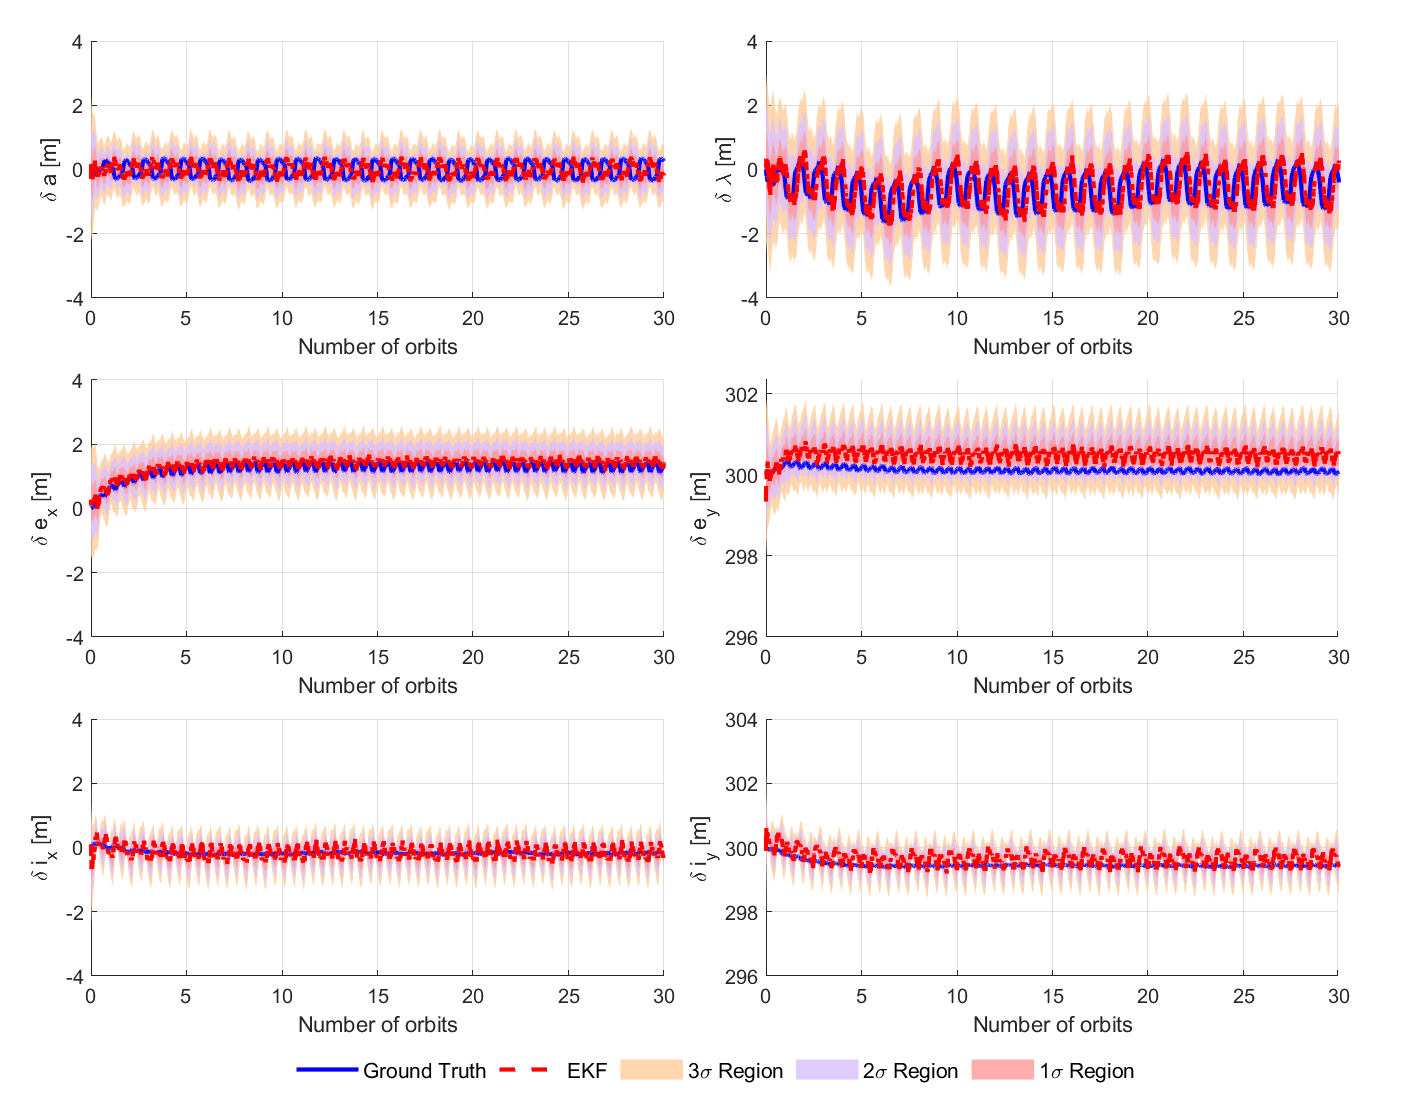 4
2
0
-2
-4
δ a [m]
0 5 10 15 20 25 30
Number of orbits
4
2
0
-2
-4
δ λ [m]
0 5 10 15 20 25 30
Number of orbits
4
2
0
-2
-4
δ e_x [m]
0 5 10 15 20 25 30
Number of orbits
302
300
298
296
δ e_y [m]
0 5 10 15 20 25 30
Number of orbits
4
2
0
-2
-4
δ i_x [m]
0 5 10 15 20 25 30
Number of orbits
304
302
300
298
296
δ i_y [m]
0 5 10 15 20 25 30
Number of orbits
Ground Truth EKF 3σ Region 2σ Region 1σ Region